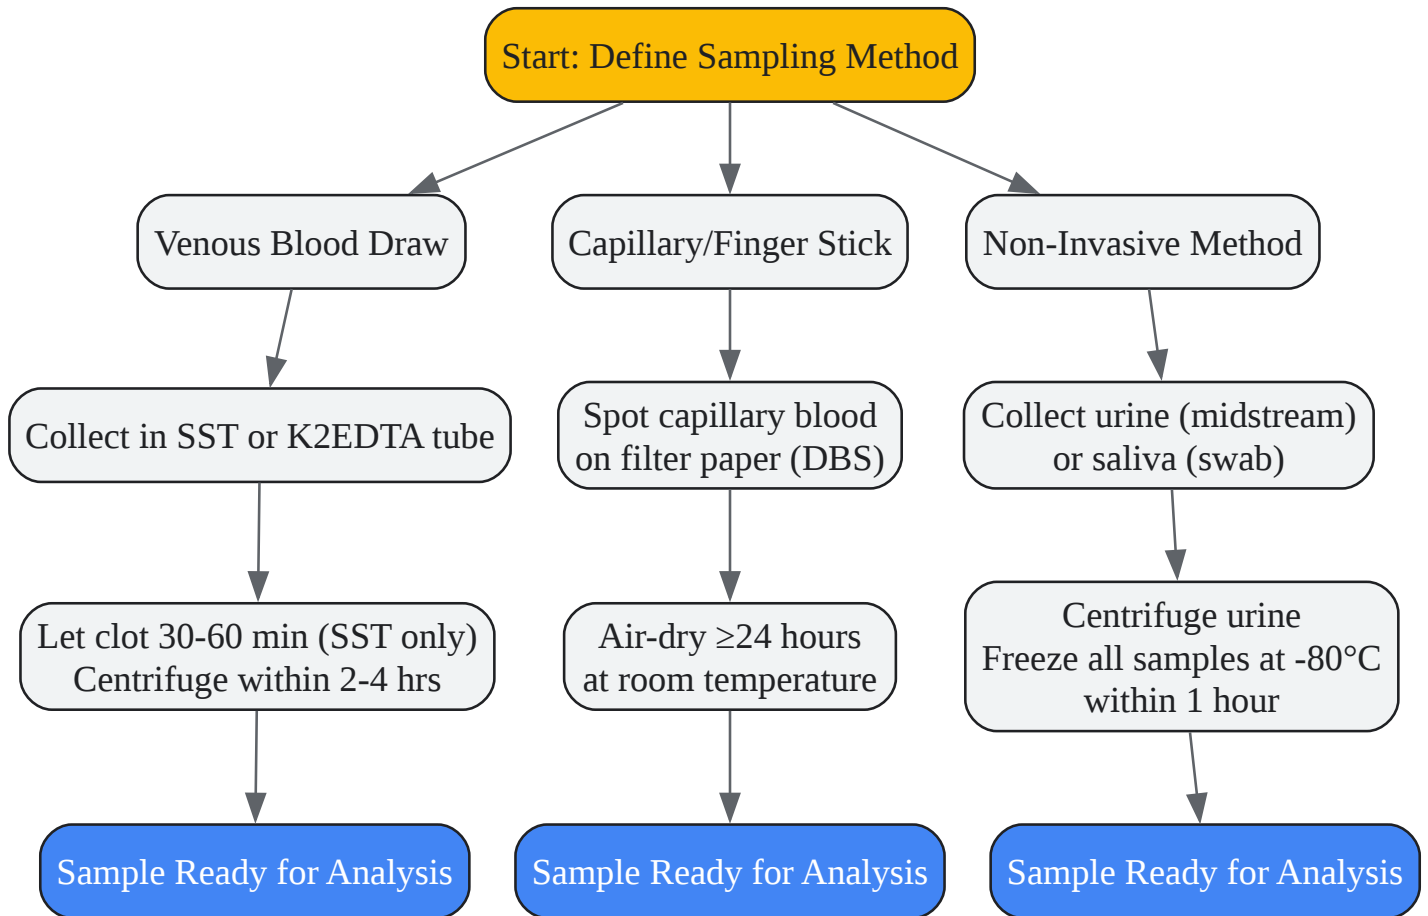 Start: Define Sampling Method
Venous Blood Draw
Capillary/Finger Stick
Non-Invasive Method
Collect in SST or K2EDTA tube
Spot capillary blood
on filter paper (DBS)
Collect urine (midstream)
or saliva (swab)
Let clot 30-60 min (SST only)
Centrifuge within 2-4 hrs
Air-dry ≥24 hours
at room temperature
Centrifuge urine
Freeze all samples at -80°C
within 1 hour
Sample Ready for Analysis
Sample Ready for Analysis
Sample Ready for Analysis